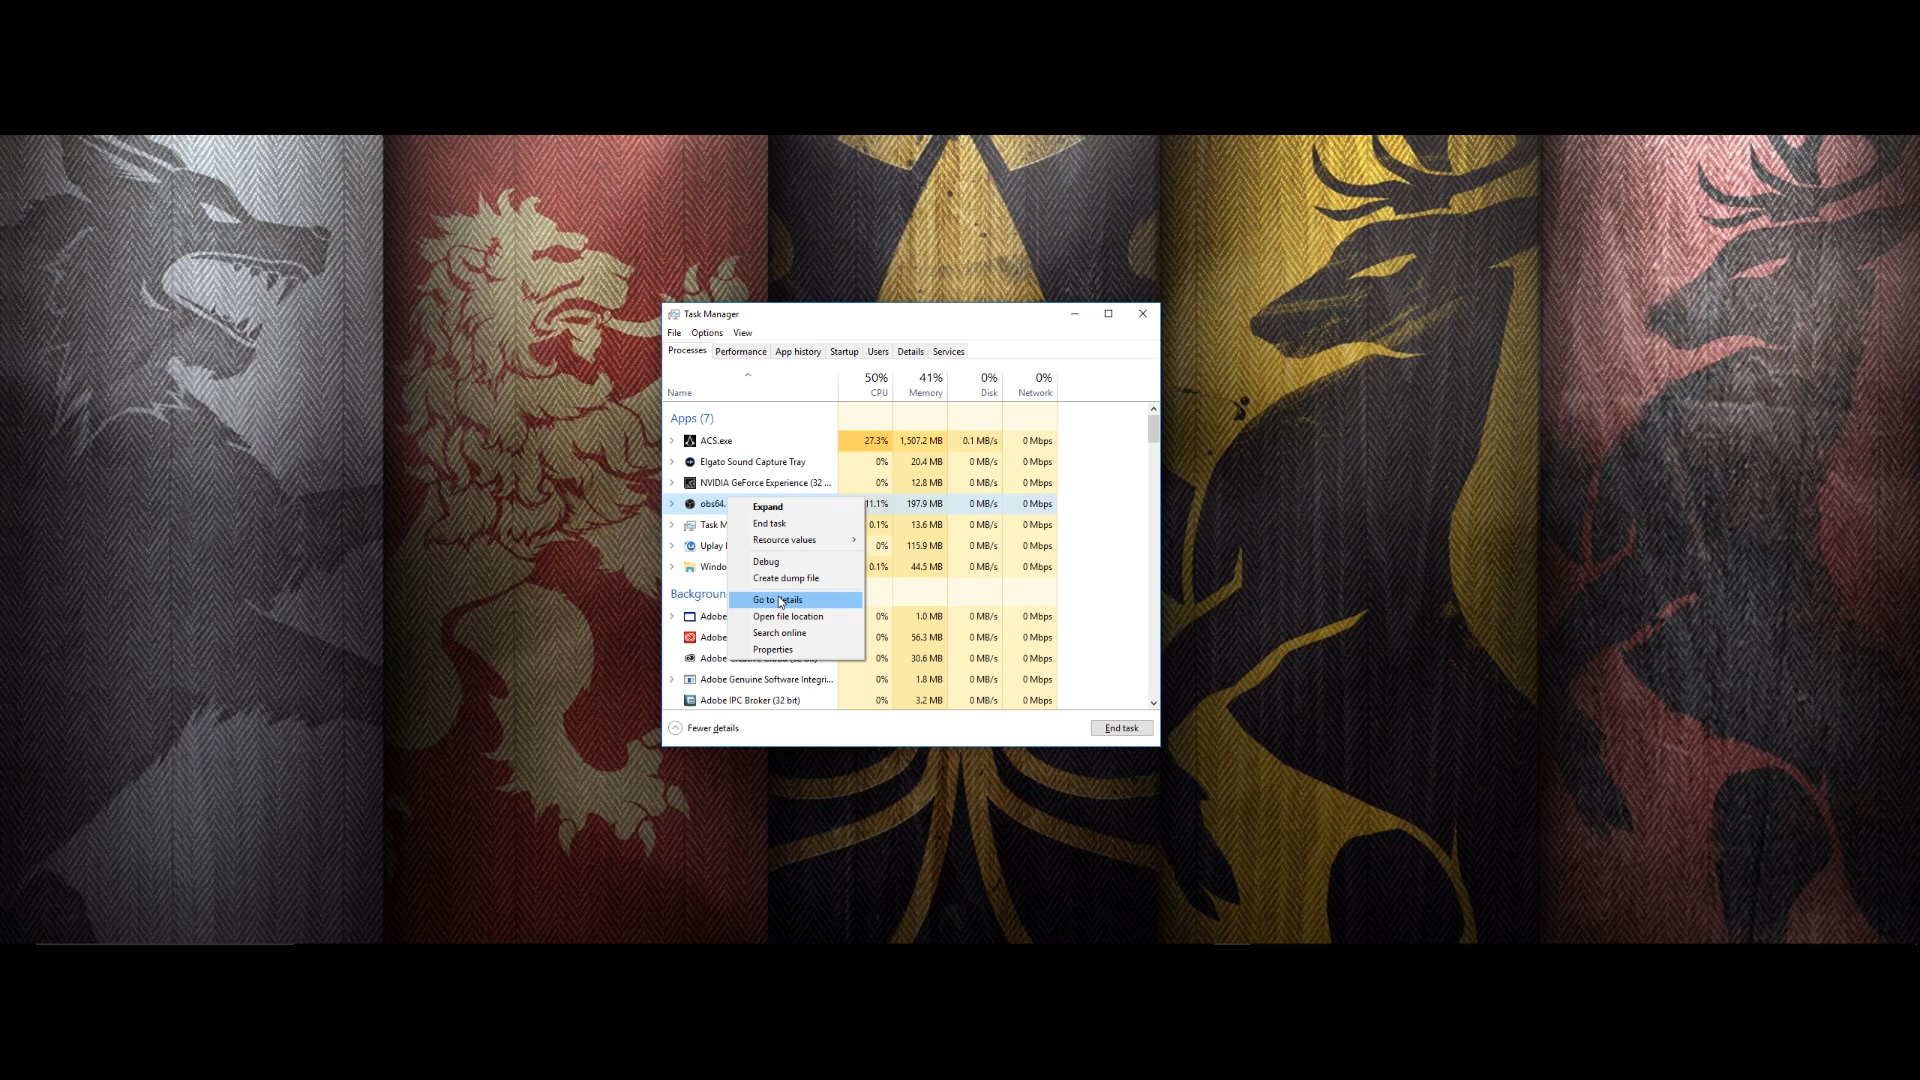 Task Manager
File Options View
Processes Performance App history Startup Users Details Services
50% 41% 0% 0%
Name CPU Memory Disk Network
Apps (7)
ACS.exe 27.3% 1,507.2 MB 0.1 MB/s 0 Mbps
Elgato Sound Capture Tray 0% 20.4 MB 0 MB/s 0 Mbps
NVIDIA GeForce Experience (32 ... 0% 12.8 MB 0 MB/s 0 Mbps
obs64. 11.1% 197.9 MB 0 MB/s 0 Mbps
Task M 0.1% 13.6 MB 0 MB/s 0 Mbps
Uplay 0% 115.9 MB 0 MB/s 0 Mbps
Windo 0.1% 44.5 MB 0 MB/s 0 Mbps
Expand
End task
Resource values
Debug
Create dump file
Go to details
Open file location
Search online
Properties
Backgroun
Adobe 0% 1.0 MB 0 MB/s 0 Mbps
Adobe 0% 56.3 MB 0 MB/s 0 Mbps
Adobe Creative Cloud (32 bit) 0% 30.6 MB 0 MB/s 0 Mbps
Adobe Genuine Software Integri... 0% 1.8 MB 0 MB/s 0 Mbps
Adobe IPC Broker (32 bit) 0% 3.2 MB 0 MB/s 0 Mbps
Fewer details End task